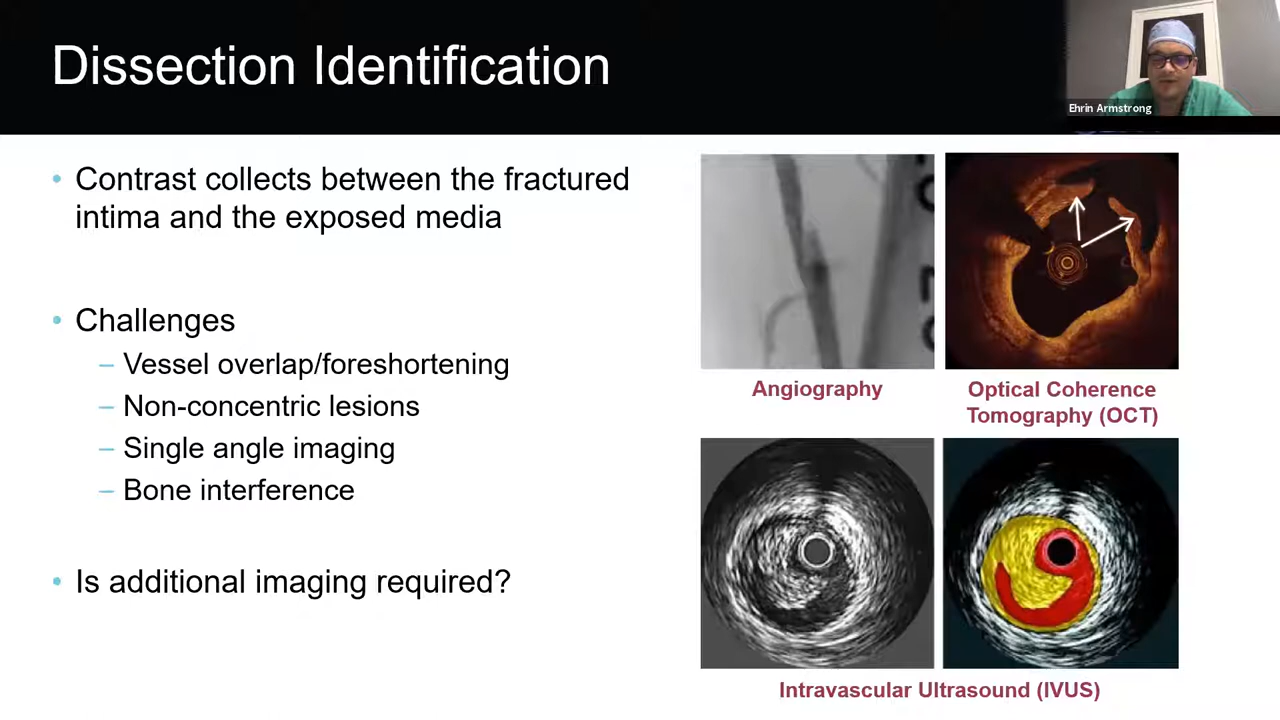 Dissection Identification
Ehrin Armstrong
• Contrast collects between the fractured
intima and the exposed media
• Challenges
– Vessel overlap/foreshortening
– Non-concentric lesions
– Single angle imaging
– Bone interference
• Is additional imaging required?
Angiography
Optical Coherence
Tomography (OCT)
Intravascular Ultrasound (IVUS)